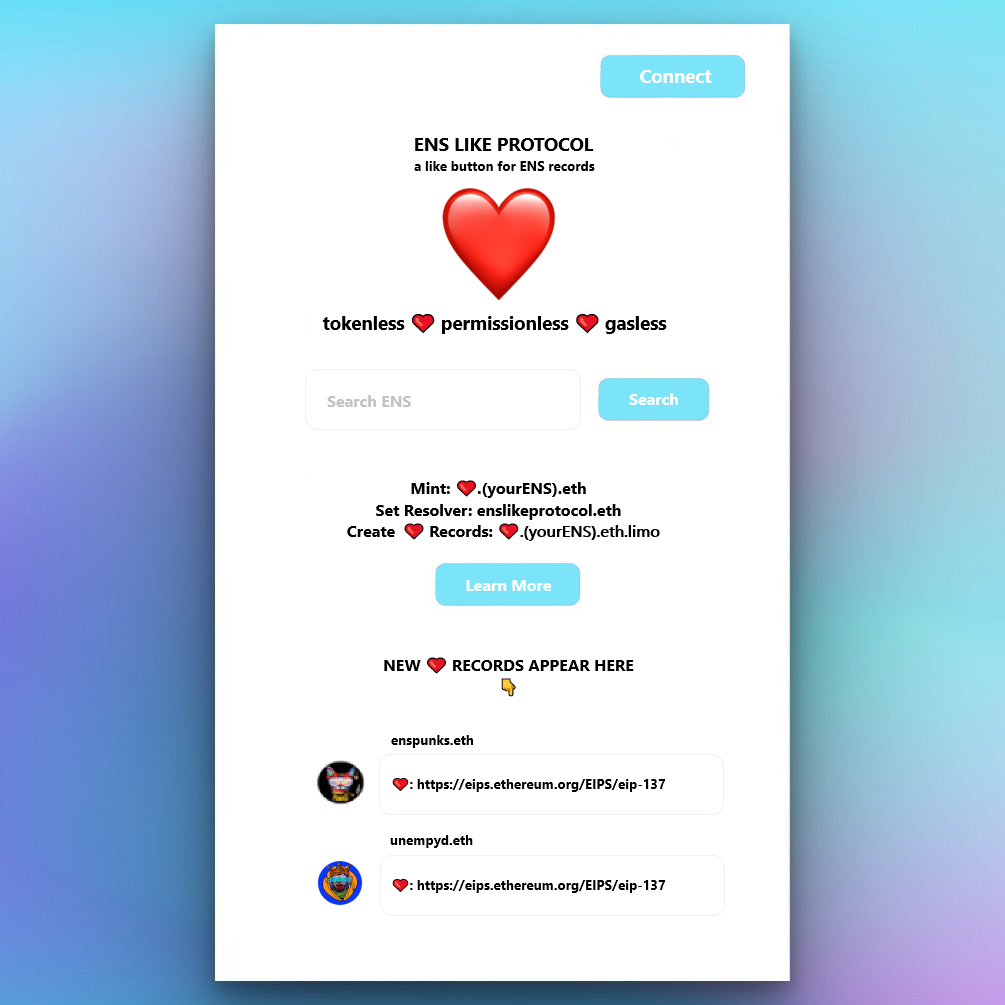 Connect
ENS LIKE PROTOCOL
a like button for ENS records
tokenless ❤️ permissionless ❤️ gasless
Search ENS
Search
Mint: ❤️.(yourENS).eth
Set Resolver: enslikeprotocol.eth
Create ❤️ Records: ❤️.(yourENS).eth.limo
Learn More
NEW ❤️ RECORDS APPEAR HERE
👇
enspunks.eth
❤️: https://eips.ethereum.org/EIPS/eip-137
unempyd.eth
❤️: https://eips.ethereum.org/EIPS/eip-137